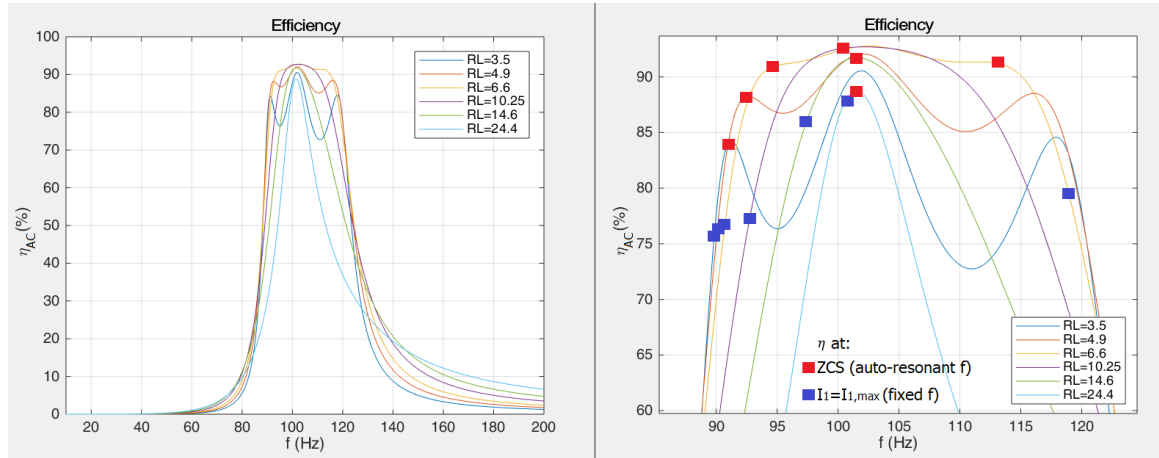 Efficiency
100
90
80
70
60
50
40
30
20
10
0
η_AC(%)
20 40 60 80 100 120 140 160 180 200
f (Hz)
RL=3.5
RL=4.9
RL=6.6
RL=10.25
RL=14.6
RL=24.4
Efficiency
90
85
80
75
70
65
60
η_AC(%)
90 95 100 105 110 115 120
f (Hz)
η at:
ZCS (auto-resonant f)
I₁=I₁,max (fixed f)
RL=3.5
RL=4.9
RL=6.6
RL=10.25
RL=14.6
RL=24.4